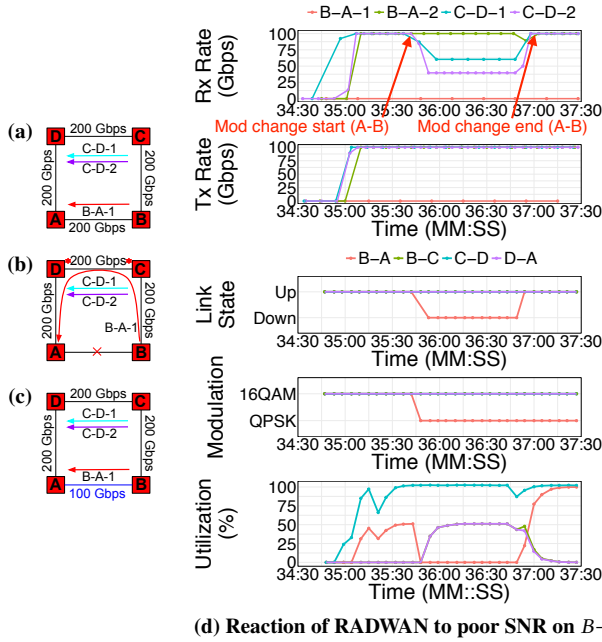 B-A-1 B-A-2 C-D-1 C-D-2
Rx Rate
(Gbps)
100
75
50
25
0
34:30 35:00 35:30 36:00 36:30 37:00 37:30
Mod change start (A-B)
Mod change end (A-B)
Tx Rate
(Gbps)
100
75
50
25
0
34:30 35:00 35:30 36:00 36:30 37:00 37:30
Time (MM:SS)
(a)
200 Gbps
D
C
C-D-1
C-D-2
200 Gbps
200 Gbps
B-A-1
A
B
200 Gbps
(b)
D
200 Gbps
C
C-D-1
C-D-2
200 Gbps
200 Gbps
B-A-1
A
B
(c)
200 Gbps
D
C
C-D-1
C-D-2
200 Gbps
200 Gbps
B-A-1
A
B
100 Gbps
B-A B-C C-D D-A
Link
State
Up
Down
34:30 35:00 35:30 36:00 36:30 37:00 37:30
Time (MM:SS)
Modulation
16QAM
QPSK
34:30 35:00 35:30 36:00 36:30 37:00 37:30
Time (MM:SS)
Utilization
(%)
100
75
50
25
0
34:30 35:00 35:30 36:00 36:30 37:00 37:30
Time (MM::SS)
(d) Reaction of RADWAN to poor SNR on B-